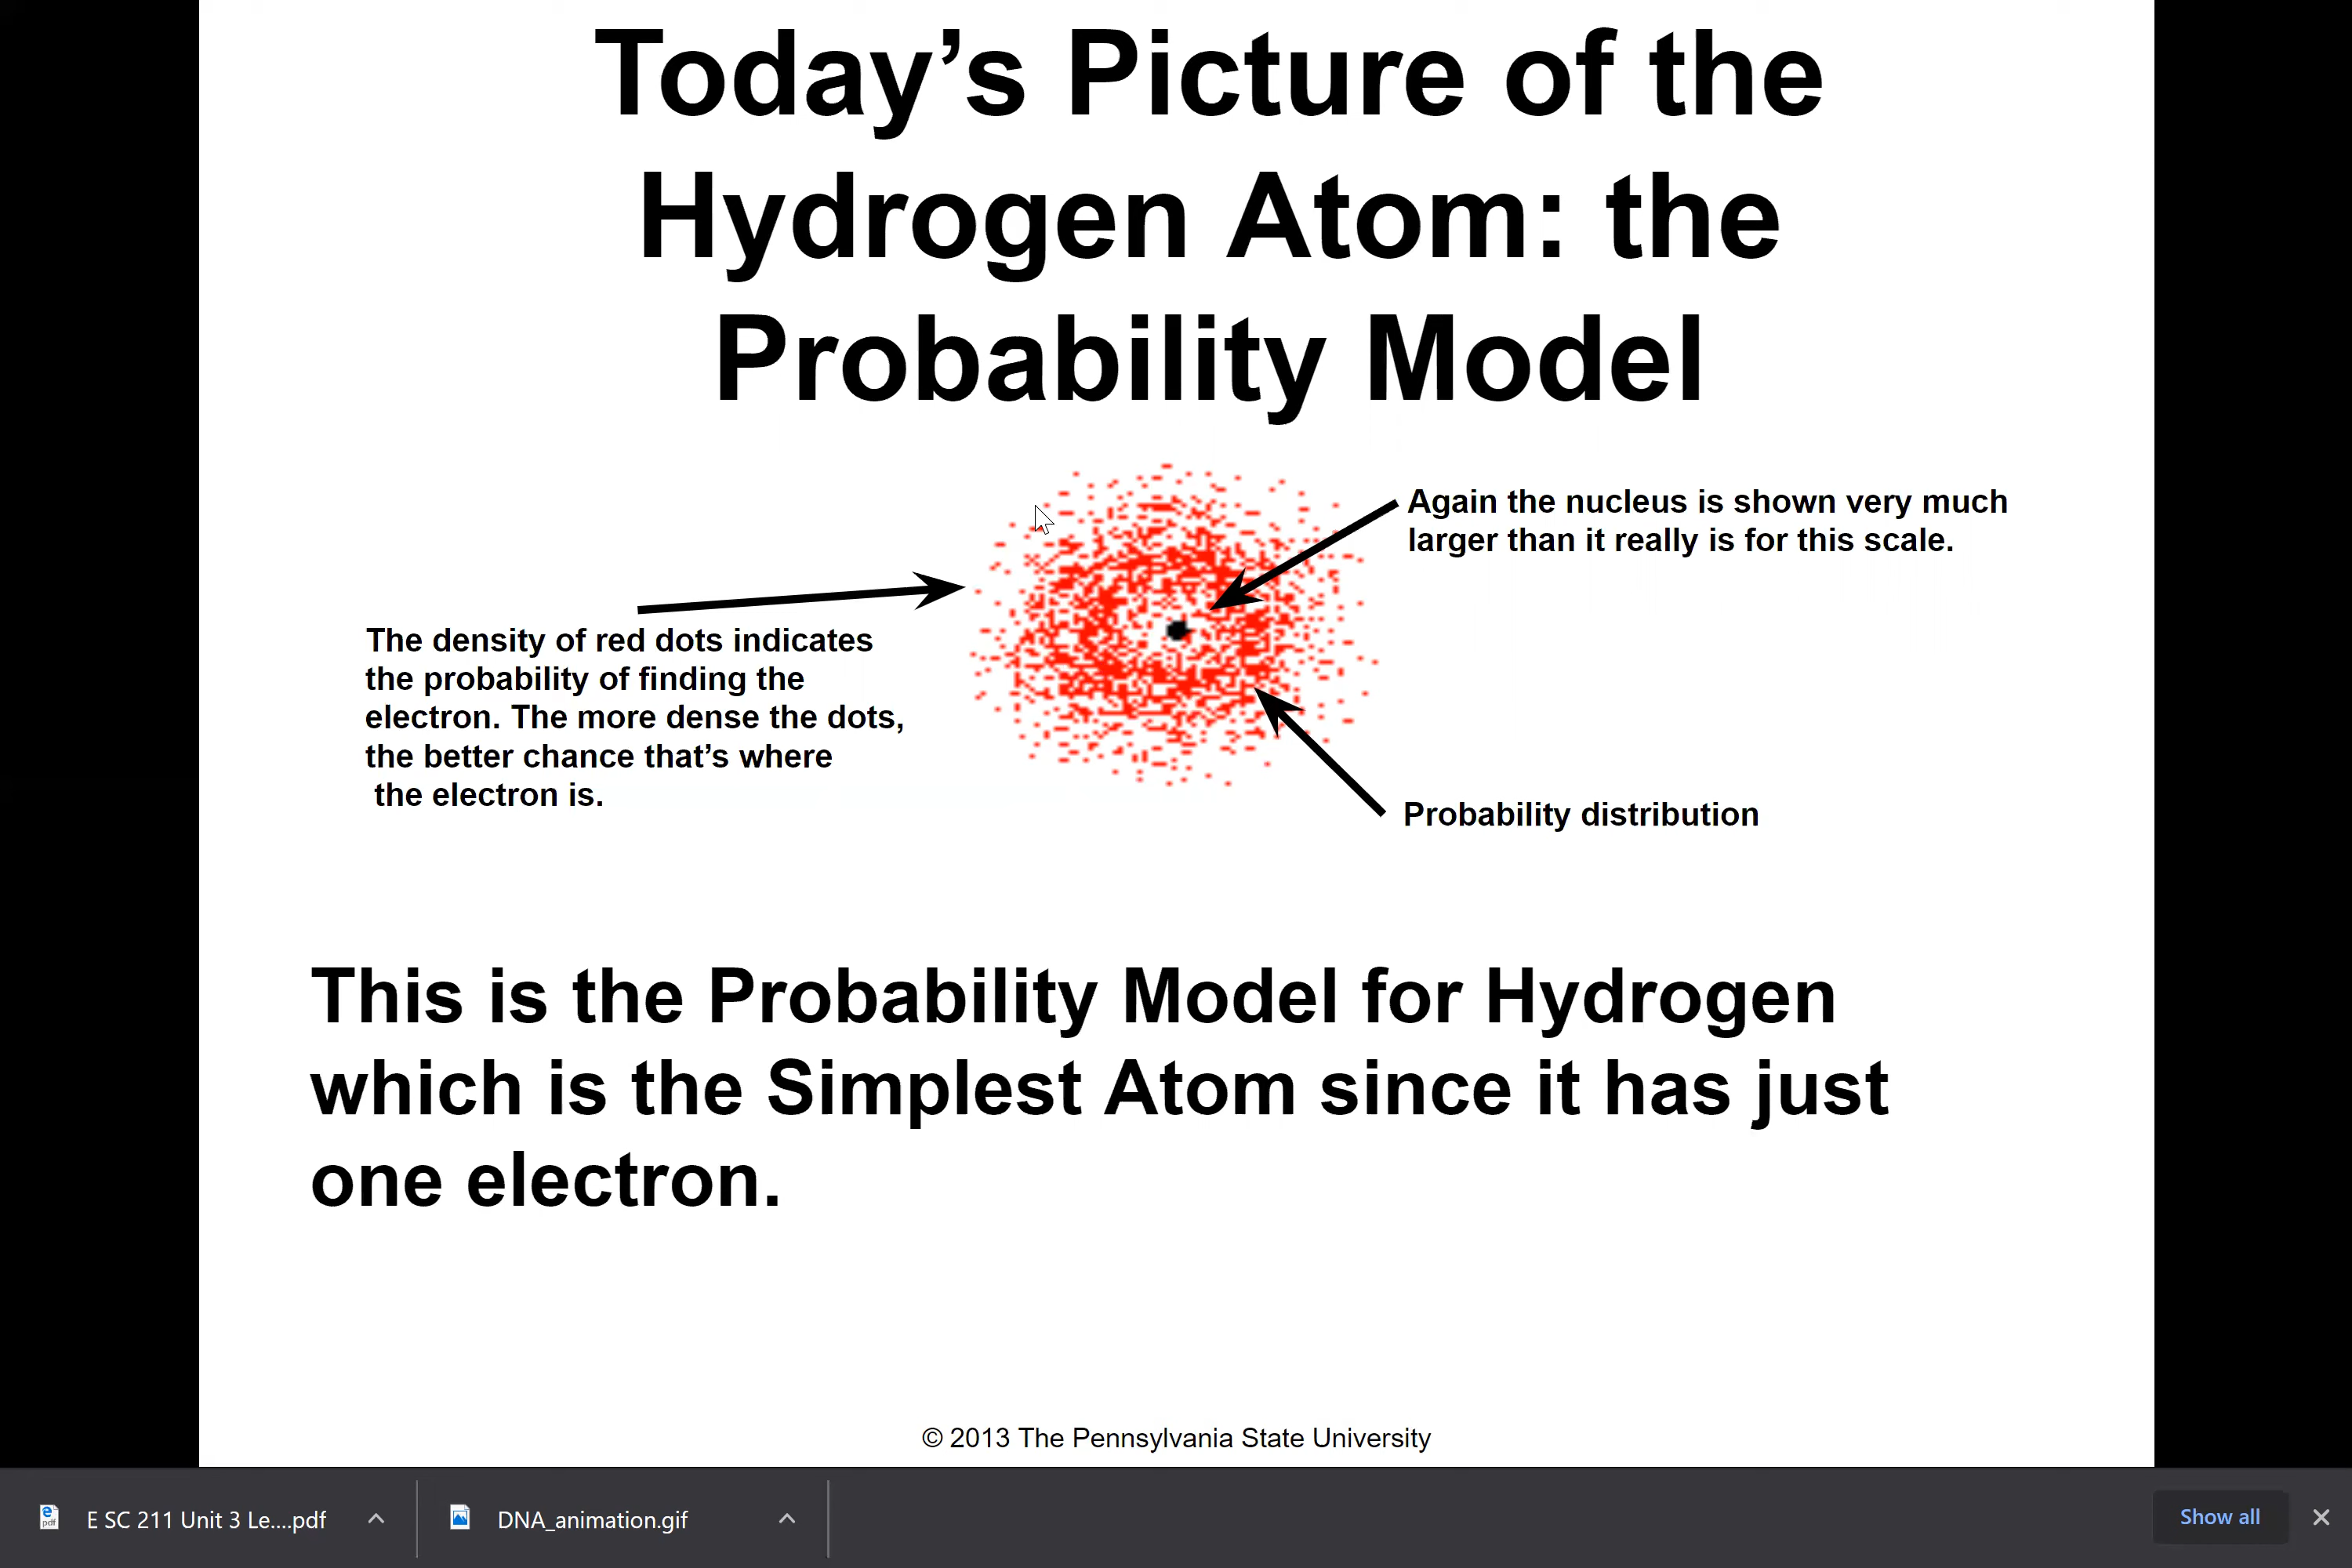 Today’s Picture of the
Hydrogen Atom: the
Probability Model
Again the nucleus is shown very much
larger than it really is for this scale.
The density of red dots indicates
the probability of finding the
electron. The more dense the dots,
the better chance that’s where
the electron is.
Probability distribution
This is the Probability Model for Hydrogen
which is the Simplest Atom since it has just
one electron.
© 2013 The Pennsylvania State University
E SC 211 Unit 3 Le....pdf
DNA_animation.gif
Show all